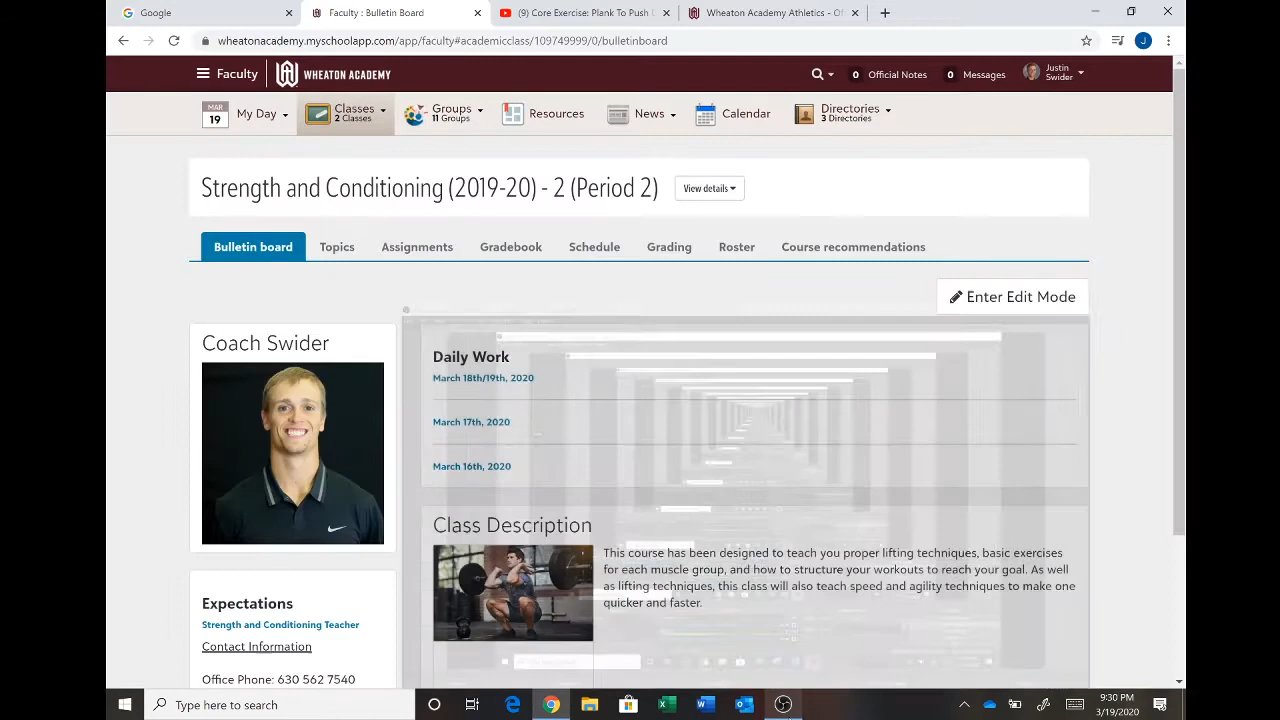 Google
Faculty : Bulletin Board
(9) Core Exercise: Plank To Push
Wheaton Academy Athletics - Of
wheatonacademy.myschoolapp.com/app/faculty#academicclass/109749999/0/bulletinboard
J
Faculty
WHEATON ACADEMY
0 Official Notes
0 Messages
Justin
Swider
MAR
19
My Day
Classes
2 Classes
Groups
11 Groups
Resources
News
Calendar
Directories
3 Directories
Strength and Conditioning (2019-20) - 2 (Period 2)
View details
Bulletin board
Topics
Assignments
Gradebook
Schedule
Grading
Roster
Course recommendations
Enter Edit Mode
Coach Swider
Daily Work
March 18th/19th, 2020
March 17th, 2020
March 16th, 2020
Class Description
This course has been designed to teach you proper lifting techniques, basic exercises
for each muscle group, and how to structure your workouts to reach your goal. As well
as lifting techniques, this class will also teach speed and agility techniques to make one
quicker and faster.
Expectations
Strength and Conditioning Teacher
Contact Information
Office Phone: 630 562 7540
Type here to search
9:30 PM
3/19/2020